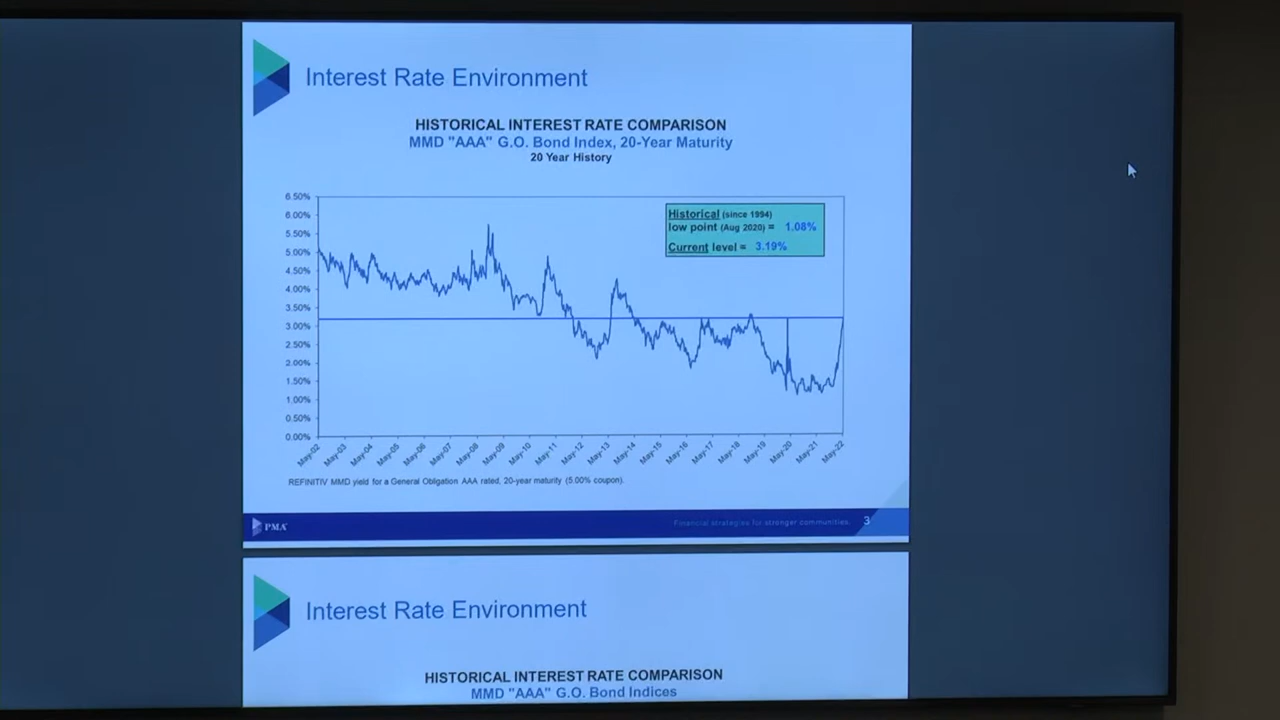 Interest Rate Environment
HISTORICAL INTEREST RATE COMPARISON
MMD "AAA" G.O. Bond Index, 20-Year Maturity
20 Year History
6.50%
6.00%
5.50%
5.00%
4.50%
4.00%
3.50%
3.00%
2.50%
2.00%
1.50%
1.00%
0.50%
0.00%
Historical (since 1994)
low point (Aug 2020) = 1.08%
Current level = 3.19%
May-02
May-03
May-04
May-05
May-06
May-07
May-08
May-09
May-10
May-11
May-12
May-13
May-14
May-15
May-16
May-17
May-18
May-19
May-20
May-21
May-22
REFINITIV MMD yield for a General Obligation AAA rated, 20-year maturity (5.00% coupon).
PMA
Financial strategies for stronger communities. 3
Interest Rate Environment
HISTORICAL INTEREST RATE COMPARISON
MMD "AAA" G.O. Bond Indices